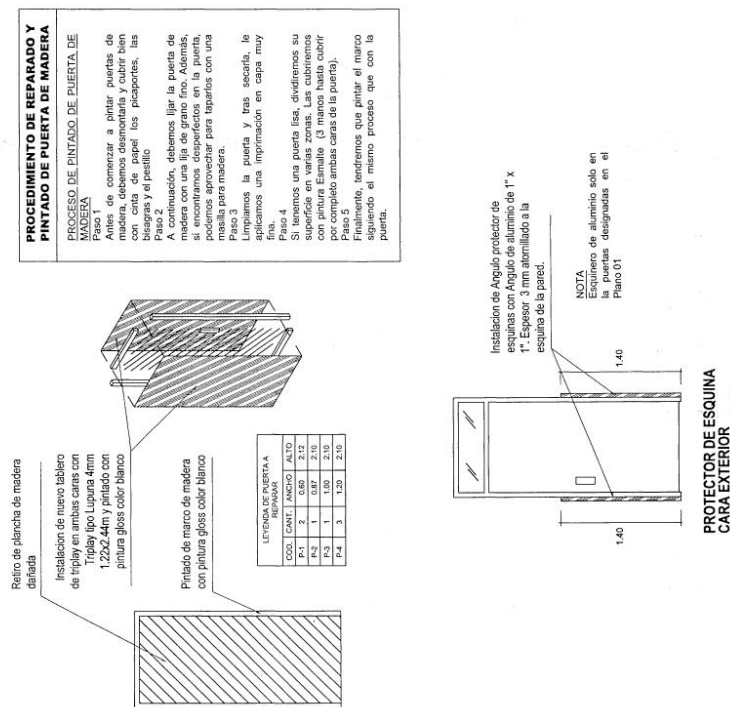 PROCEDIMIENTO DE REPARADO Y
PINTADO DE PUERTA DE MADERA
PROCESO DE PINTADO DE PUERTA DE
MADERA
Paso 1
Antes de comenzar a pintar puertas de
madera, debemos desmontarla y cubrir bien
con cinta de papel los picaportes, las
bisagras y el pestillo
Paso 2
A continuación, debemos lijar la puerta de
madera con una lija de grano fino. Además,
si encontramos desperfectos en la puerta,
podemos aprovechar para taparlos con una
masilla para madera.
Paso 3
Limpiamos la puerta y tras secarla, le
aplicamos una imprimación en capa muy
fina.
Paso 4
Si tenemos una puerta lisa, dividiremos su
superficie en varias zonas. Las cubriremos
con pintura Esmalte (3 manos hasta cubrir
por completo ambas caras de la puerta).
Paso 5
Finalmente, tendremos que pintar el marco
siguiendo el mismo proceso que con la
puerta.
Retiro de plancha de madera
dañada
Instalacion de nuevo tablero
de triplay en ambas caras con
Triplay tipo Lupuna 4mm
1.22x2.44m y pintado con
pintura gloss color blanco
Pintado de marco de madera
con pintura gloss color blanco
LEYENDA DE PUERTA A
REPARAR
COD. CANT. ANCHO ALTO
P-1 2 0.60 2.12
P-2 1 0.87 2.10
P-3 1 1.00 2.10
P-4 3 1.20 2.10
Instalacion de Angulo protector de
esquinas con Angulo de aluminio de 1" x
1". Espesor 3 mm atornillado a la
esquina de la pared.
NOTA
Esquinero de aluminio solo en
la puertas designadas en el
Plano 01
1.40
1.40
PROTECTOR DE ESQUINA
CARA EXTERIOR